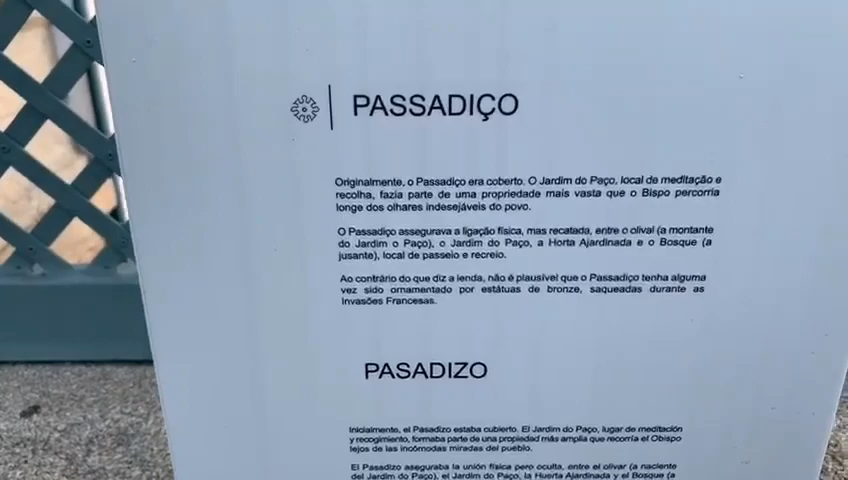 PASSADIÇO
Originalmente, o Passadiço era coberto. O Jardim do Paço, local de meditação e
recolha, fazia parte de uma propriedade mais vasta que o Bispo percorria
longe dos olhares indesejáveis do povo.
O Passadiço assegurava a ligação física, mas recatada, entre o olival (a montante
do Jardim o Paço), o Jardim do Paço, a Horta Ajardinada e o Bosque (a
jusante), local de passeio e recreio.
Ao contrário do que diz a lenda, não é plausível que o Passadiço tenha alguma
vez sido ornamentado por estátuas de bronze, saqueadas durante as
Invasões Francesas.
PASADIZO
Inicialmente, el Pasadizo estaba cubierto. El Jardim do Paço, lugar de meditación
y recogimiento, formaba parte de una propiedad más amplia que recorría el Obispo
lejos de las incómodas miradas del pueblo.
El Pasadizo aseguraba la unión física pero oculta, entre el olivar (a naciente
del Jardim do Paço), el Jardim do Paço, la Huerta Ajardinada y el Bosque (a